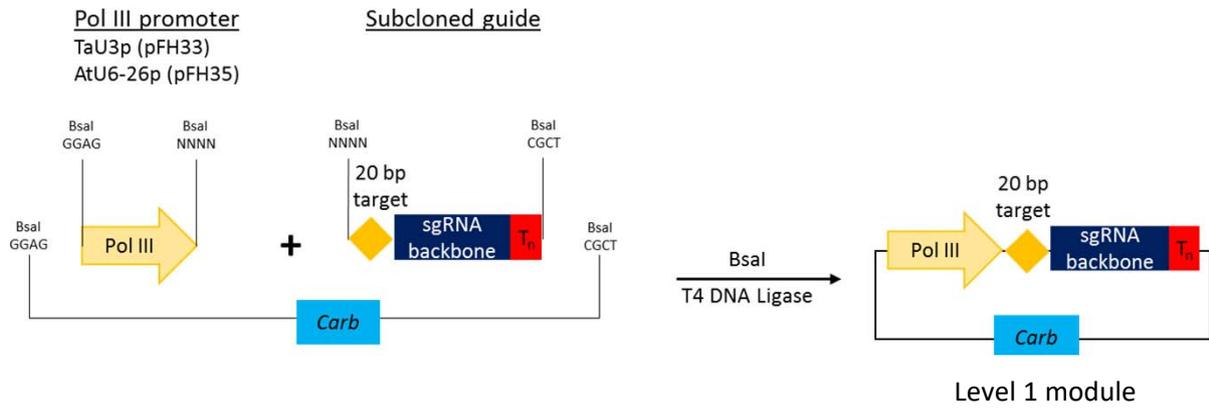 Pol III promoter
TaU3p (pFH33)
AtU6-26p (pFH35)
Subcloned guide
BsaI
GGAG
BsaI
NNNN
BsaI
NNNN
BsaI
CGCT
20 bp
target
BsaI
GGAG
Pol III
+
sgRNA
backbone
Tn
BsaI
CGCT
Carb
BsaI
T4 DNA Ligase
20 bp
target
Pol III
sgRNA
backbone
Tn
Carb
Level 1 module